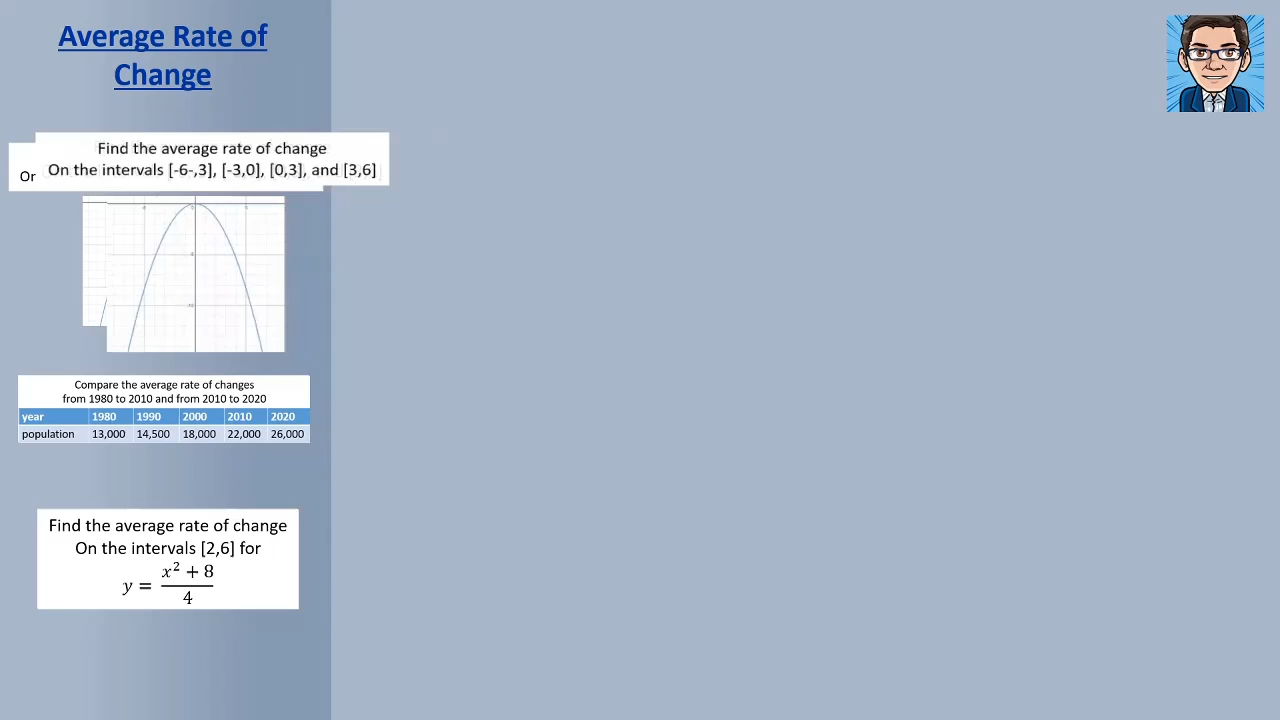 Average Rate of
Change
Find the average rate of change
On the intervals [-6-,3], [-3,0], [0,3], and [3,6]
Or
Compare the average rate of changes
from 1980 to 2010 and from 2010 to 2020
year 1980 1990 2000 2010 2020
population 13,000 14,500 18,000 22,000 26,000
Find the average rate of change
On the intervals [2,6] for
y = (x² + 8) / 4